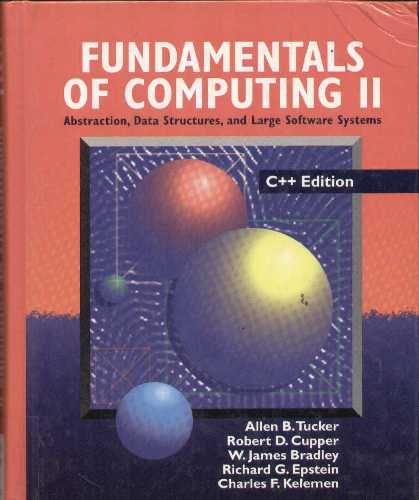 FUNDAMENTALS
OF COMPUTING II
Abstraction, Data Structures, and Large Software Systems
C++ Edition
Allen B. Tucker
Robert D. Cupper
W. James Bradley
Richard G. Epstein
Charles F. Kelemen